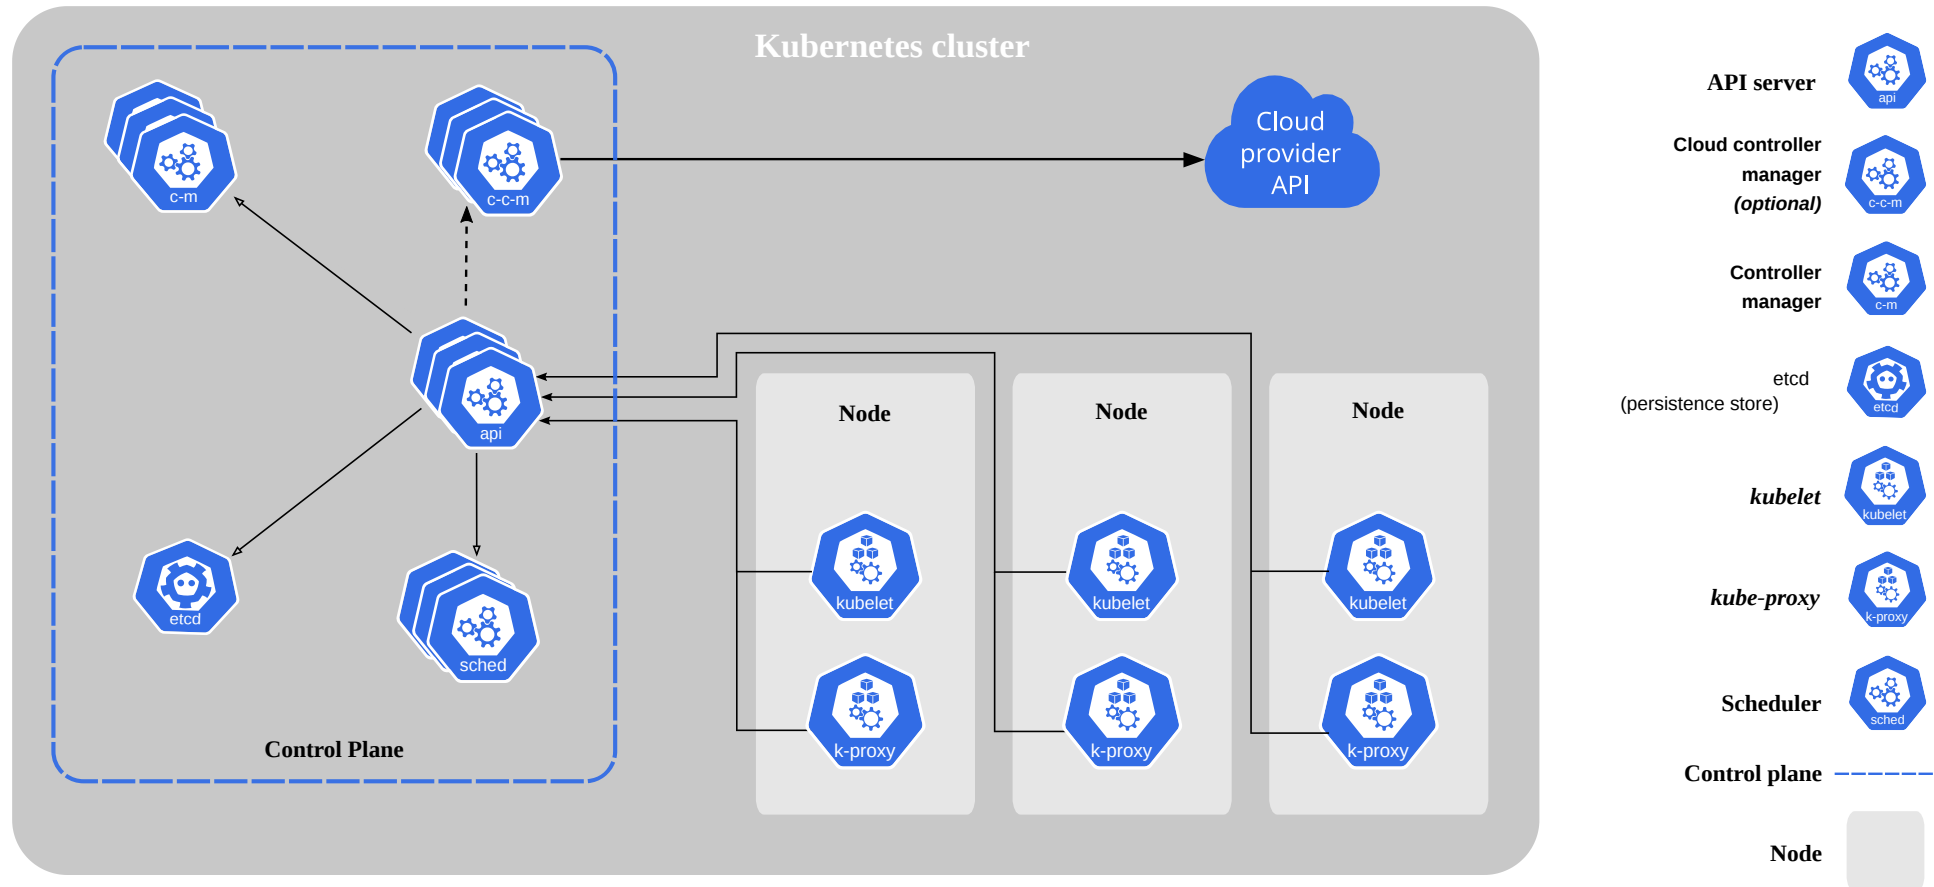 Kubernetes cluster
c-m
c-c-m
Cloud
provider
API
api
etcd
sched
Control Plane
Node
kubelet
k-proxy
Node
kubelet
k-proxy
Node
kubelet
k-proxy
API server
api
Cloud controller
manager
(optional)
c-c-m
Controller
manager
c-m
etcd
(persistence store)
etcd
kubelet
kubelet
kube-proxy
k-proxy
Scheduler
sched
Control plane
Node